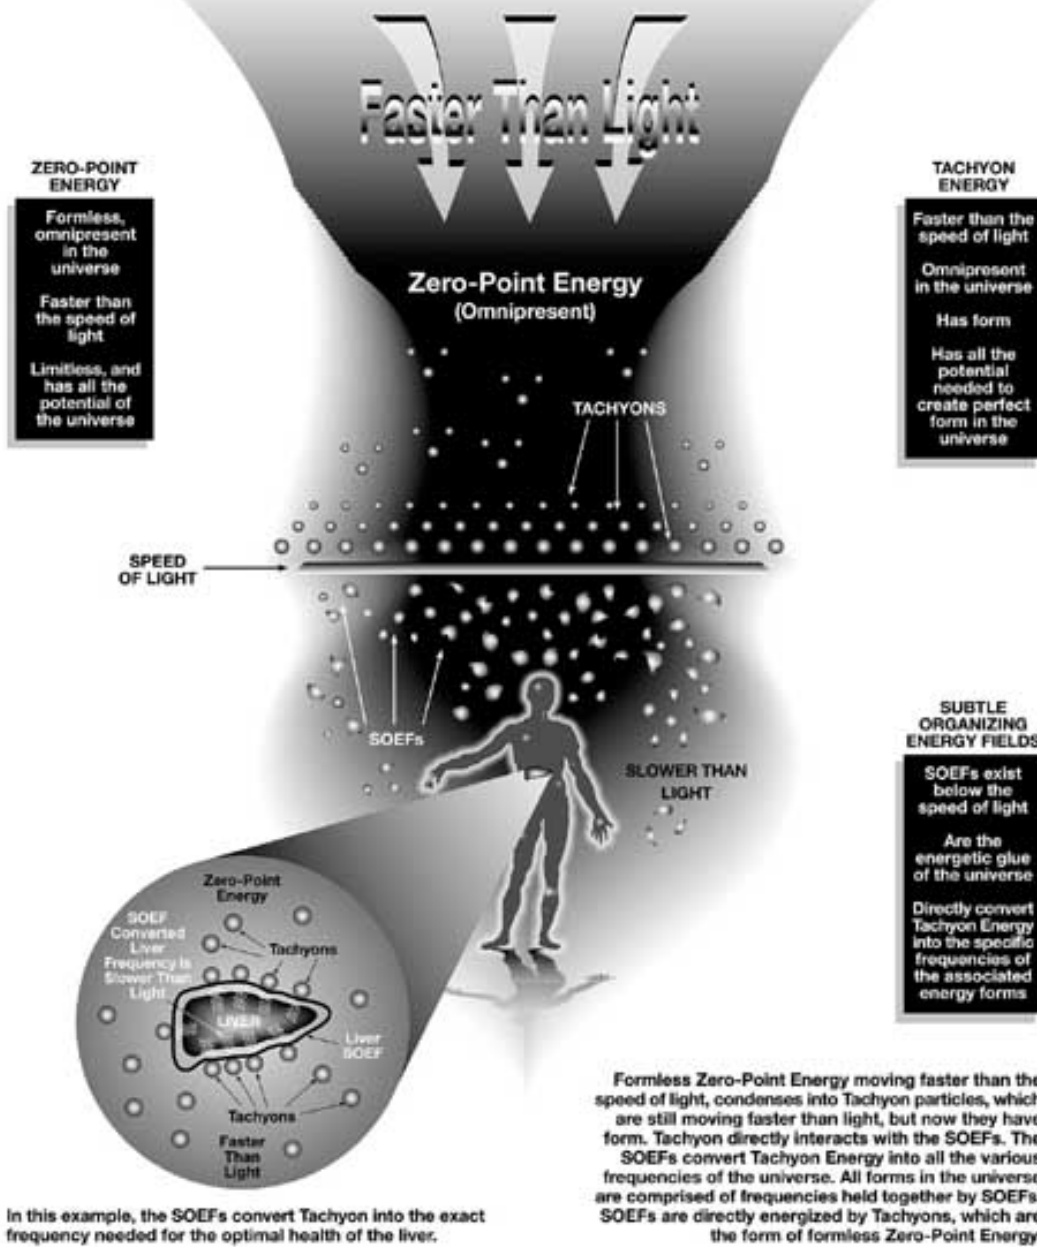 Faster Than Light
ZERO-POINT
ENERGY
Formless,
omnipresent
in the
universe
Faster than
the speed of
light
Limitless, and
has all the
potential of
the universe
TACHYON
ENERGY
Faster than the
speed of light
Omnipresent
in the universe
Has form
Has all the
potential
needed to
create perfect
form in the
universe
Zero-Point Energy
(Omnipresent)
TACHYONS
SPEED
OF LIGHT
SOEFs
SLOWER THAN
LIGHT
SUBTLE
ORGANIZING
ENERGY FIELDS
SOEFs exist
below the
speed of light
Are the
energetic glue
of the universe
Directly convert
Tachyon Energy
into the specific
frequencies of
the associated
energy forms
Zero-Point
Energy
SOEF
Converted
Liver
Frequency Is
Slower Than
Light
Tachyons
LIVER
Liver
SOEF
Tachyons
Faster
Than
Light
In this example, the SOEFs convert Tachyon into the exact
frequency needed for the optimal health of the liver.
Formless Zero-Point Energy moving faster than the
speed of light, condenses into Tachyon particles, which
are still moving faster than light, but now they have
form. Tachyon directly interacts with the SOEFs. The
SOEFs convert Tachyon Energy into all the various
frequencies of the universe. All forms in the universe
are comprised of frequencies held together by SOEFs
SOEFs are directly energized by Tachyons, which are
the form of formless Zero-Point Energy